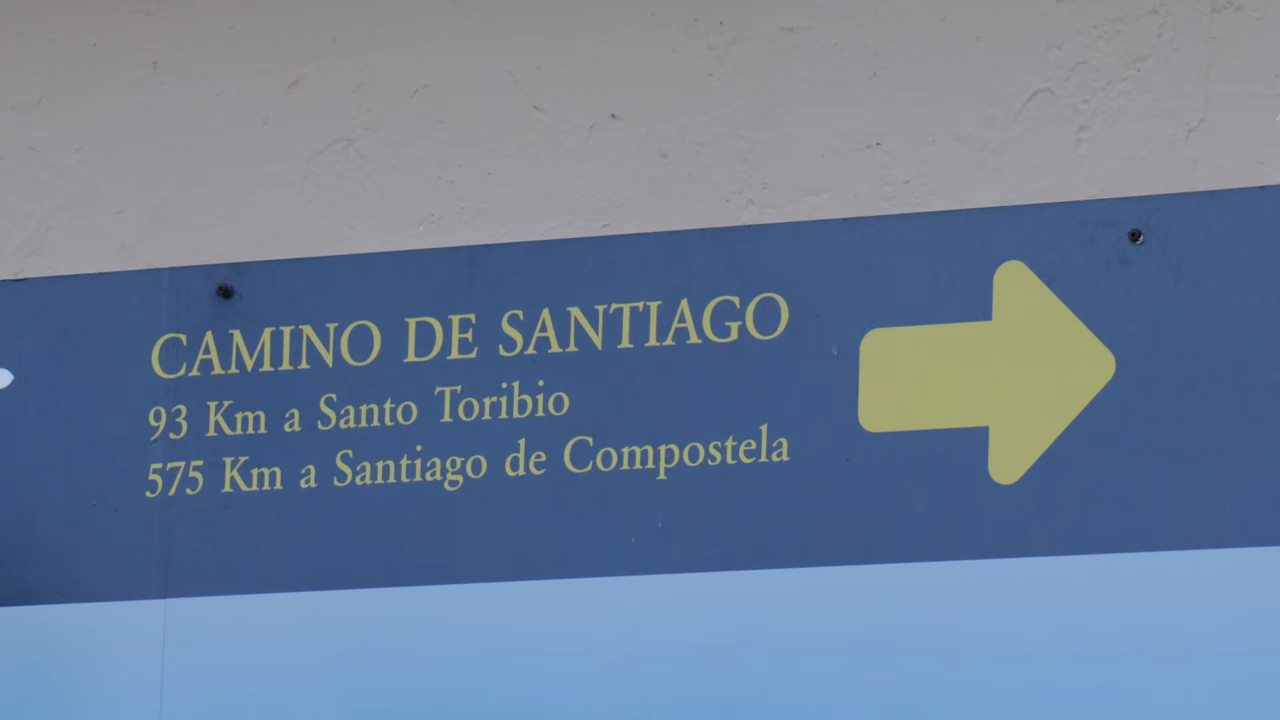 CAMINO DE SANTIAGO
93 Km a Santo Toribio
575 Km a Santiago de Compostela